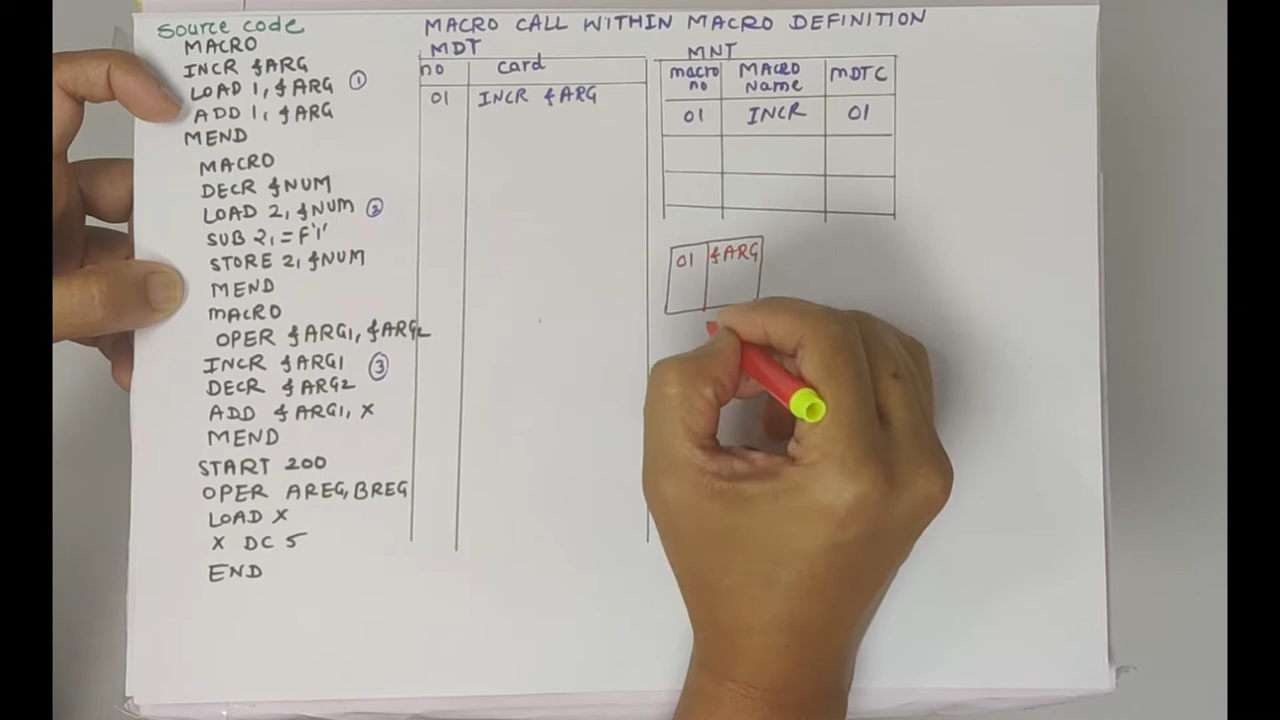 Source code
MACRO
INCR &ARG
LOAD 1, &ARG ①
ADD 1, &ARG
MEND
MACRO
DECR &NUM
LOAD 2, &NUM ②
SUB 2, = F'1'
STORE 2, &NUM
MEND
MACRO
OPER &ARG1, &ARG2
INCR &ARG1 ③
DECR &ARG2
ADD &ARG1, X
MEND
START 200
OPER AREG, BREG
LOAD X
X DC 5
END
MACRO CALL WITHIN MACRO DEFINITION
MDT
no card
01 INCR &ARG
MNT
macro no MACRO Name MDTC
01 INCR 01
01 &ARG